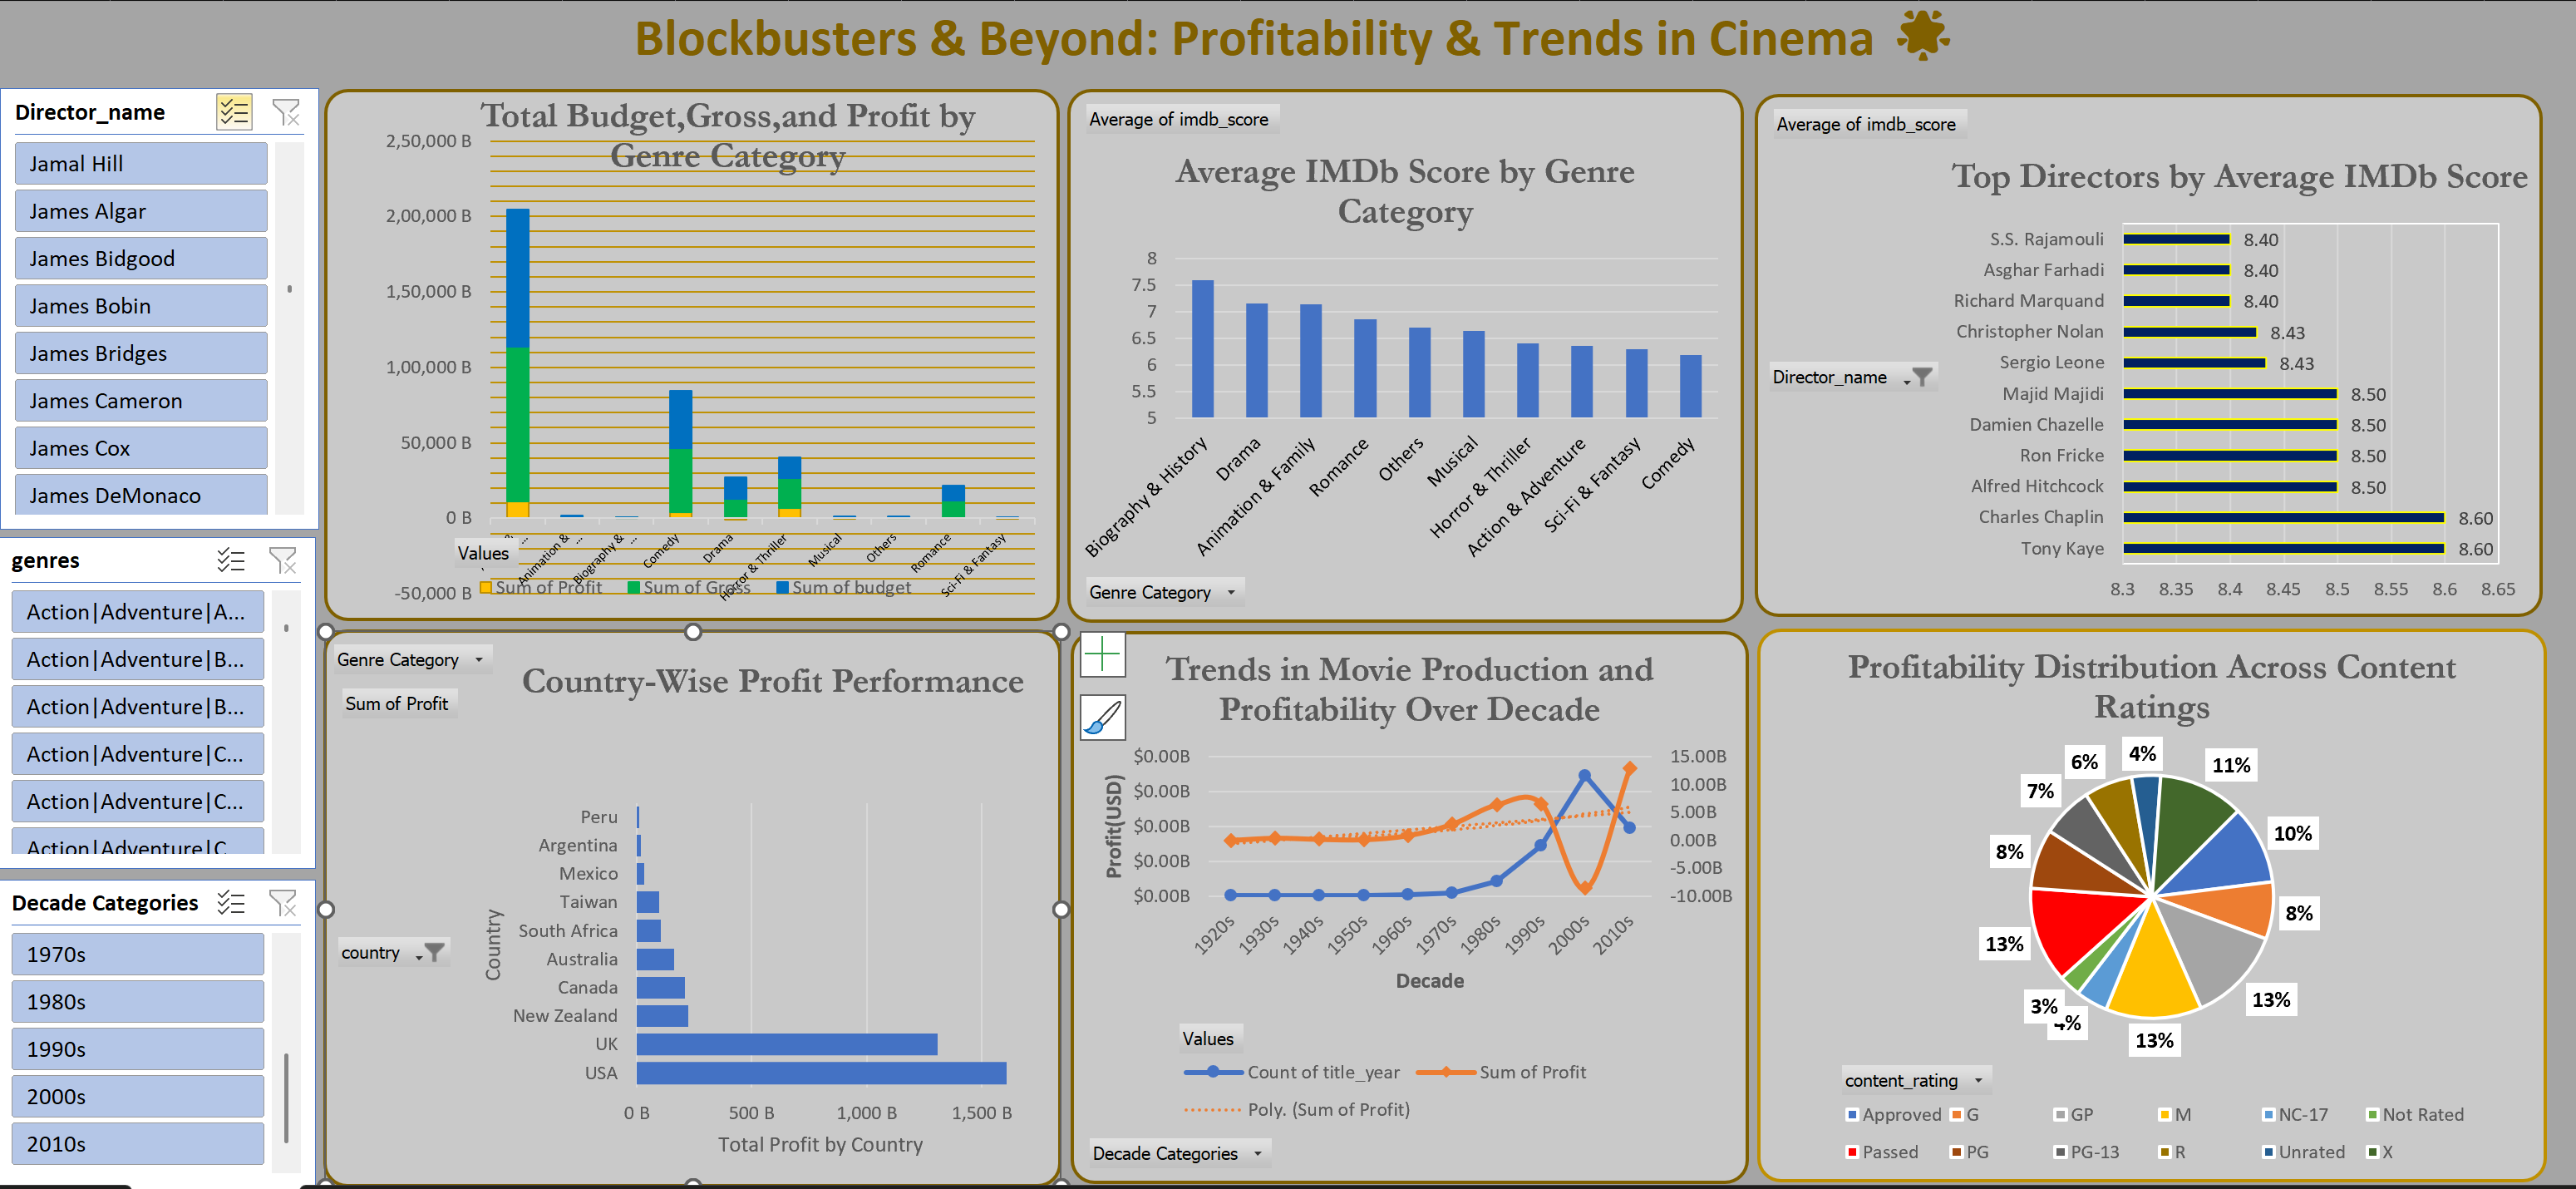 Blockbusters & Beyond: Profitability & Trends in Cinema
Director_name
Jamal Hill
James Algar
James Bidgood
James Bobin
James Bridges
James Cameron
James Cox
James DeMonaco
genres
Action|Adventure|A...
Action|Adventure|B...
Action|Adventure|B...
Action|Adventure|C...
Action|Adventure|C...
Action|Adventure|C...
Decade Categories
1970s
1980s
1990s
2000s
2010s
Total Budget,Gross,and Profit by
Genre Category
2,50,000 B
2,00,000 B
1,50,000 B
1,00,000 B
50,000 B
0 B
-50,000 B
Animation & ...
Biography & ...
Comedy
Drama
Horror & Thriller
Musical
Others
Romance
Sci-Fi & Fantasy
Values
Sum of Profit
Sum of Gross
Sum of budget
Average of imdb_score
Average IMDb Score by Genre
Category
8
7.5
7
6.5
6
5.5
5
Biography & History
Drama
Animation & Family
Romance
Others
Musical
Horror & Thriller
Action & Adventure
Sci-Fi & Fantasy
Comedy
Genre Category
Average of imdb_score
Top Directors by Average IMDb Score
S.S. Rajamouli 8.40
Asghar Farhadi 8.40
Richard Marquand 8.40
Christopher Nolan 8.43
Sergio Leone 8.43
Majid Majidi 8.50
Damien Chazelle 8.50
Ron Fricke 8.50
Alfred Hitchcock 8.50
Charles Chaplin 8.60
Tony Kaye 8.60
8.3 8.35 8.4 8.45 8.5 8.55 8.6 8.65
Director_name
Genre Category
Sum of Profit
Country-Wise Profit Performance
country
Country
Peru
Argentina
Mexico
Taiwan
South Africa
Australia
Canada
New Zealand
UK
USA
0 B 500 B 1,000 B 1,500 B
Total Profit by Country
Trends in Movie Production and
Profitability Over Decade
Profit(USD)
$0.00B
$0.00B
$0.00B
$0.00B
$0.00B
15.00B
10.00B
5.00B
0.00B
-5.00B
-10.00B
1920s 1930s 1940s 1950s 1960s 1970s 1980s 1990s 2000s 2010s
Decade
Values
Count of title_year
Sum of Profit
Poly. (Sum of Profit)
Decade Categories
Profitability Distribution Across Content
Ratings
11%
10%
8%
13%
13%
4%
3%
13%
8%
7%
6%
4%
content_rating
Approved G GP M NC-17 Not Rated
Passed PG PG-13 R Unrated X